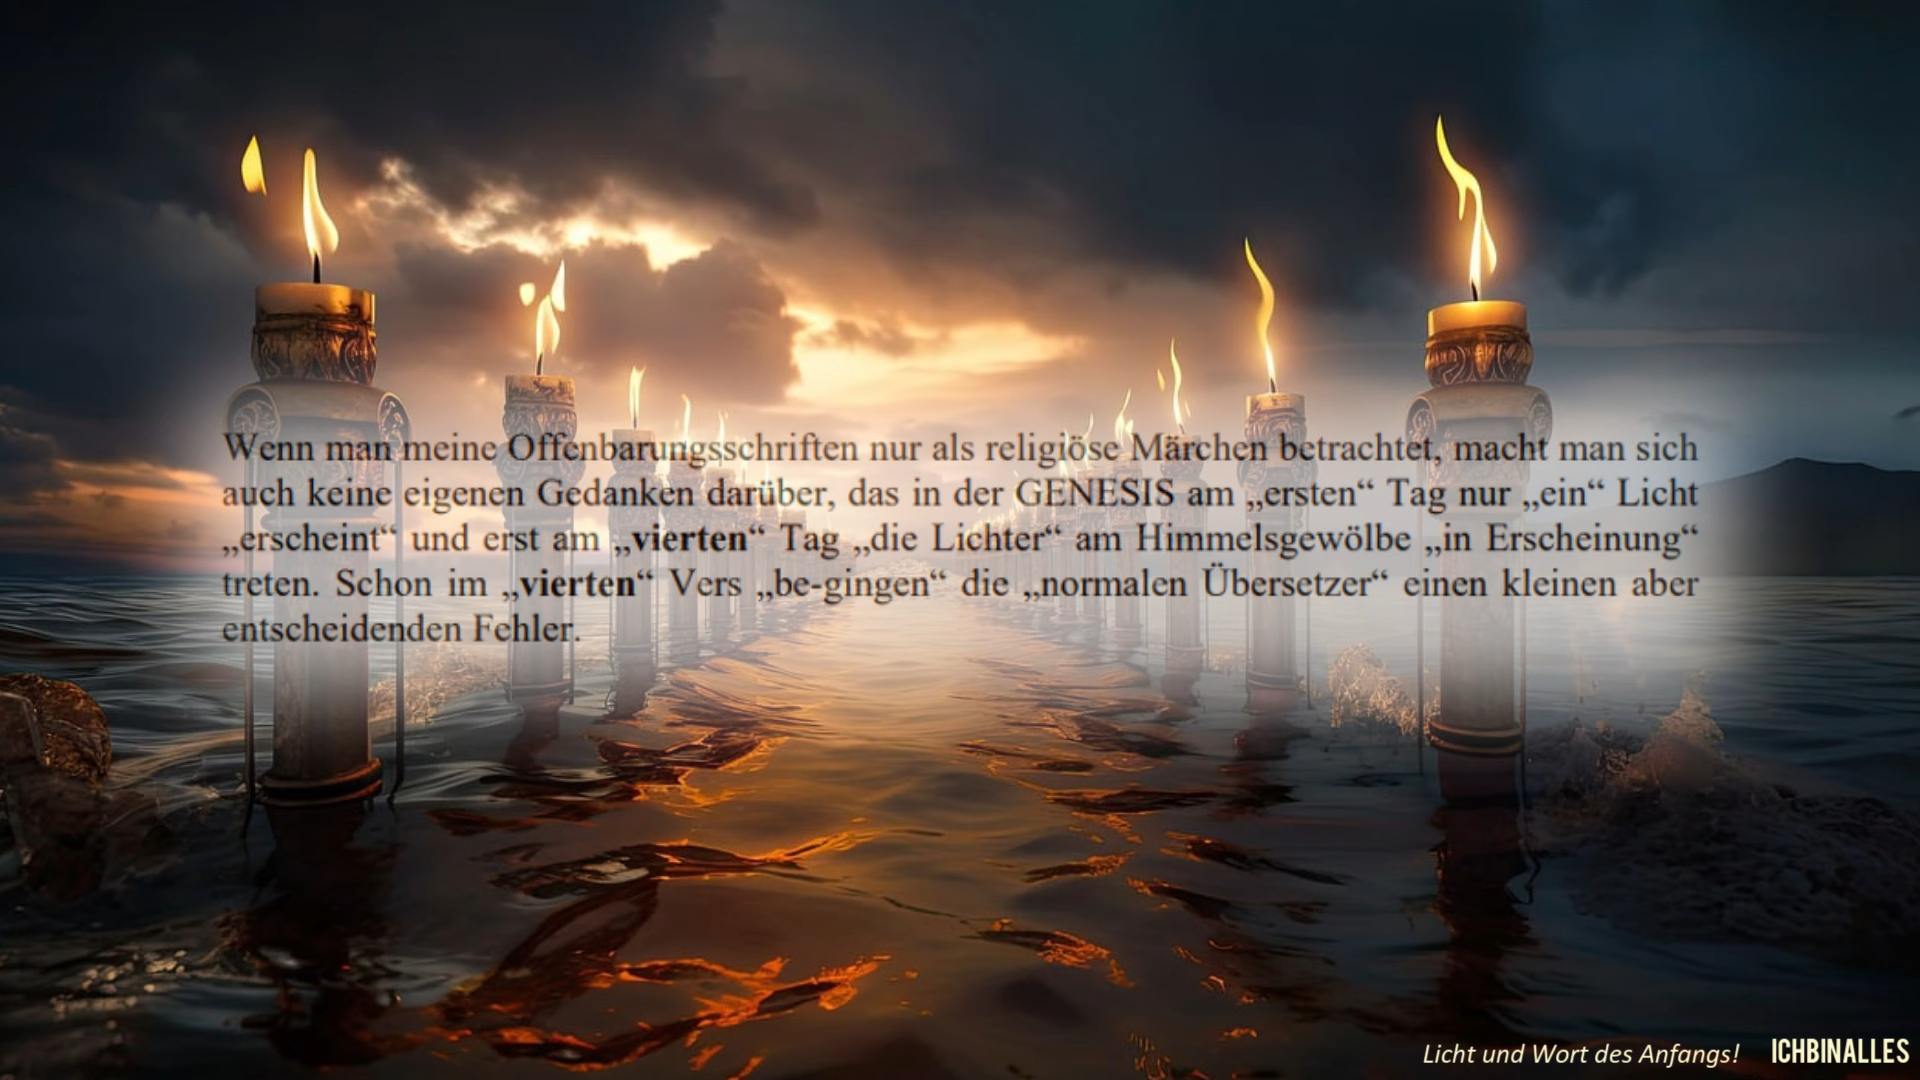 Wenn man meine Offenbarungsschriften nur als religiöse Märchen betrachtet, macht man sich
auch keine eigenen Gedanken darüber, das in der GENESIS am „ersten“ Tag nur „ein“ Licht
„erscheint“ und erst am „vierten“ Tag „die Lichter“ am Himmelsgewölbe „in Erscheinung“
treten. Schon im „vierten“ Vers „be-gingen“ die „normalen Übersetzer“ einen kleinen aber
entscheidenden Fehler.
Licht und Wort des Anfangs! ICHBINALLES